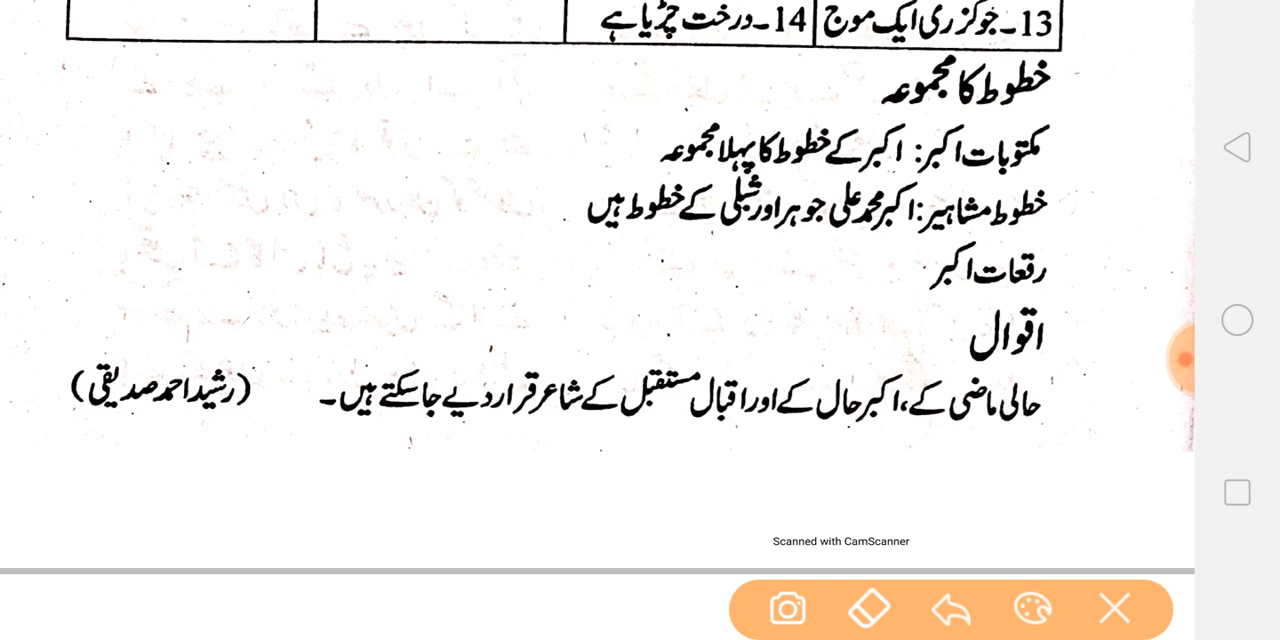 13۔جو گزری ایک موج 14۔درخت چڑیا ہے
خطوط کا مجموعہ
مکتوبات اکبر: اکبر کے خطوط کا پہلا مجموعہ
خطوط مشاہیر: اکبر محمد علی جوہر اور شبلی کے خطوط ہیں
رقعات اکبر
اقوال
حالی ماضی کے، اکبر حال کے اور اقبال مستقبل کے شاعر قرار دیے جا سکتے ہیں۔ (رشید احمد صدیقی)
Scanned with CamScanner